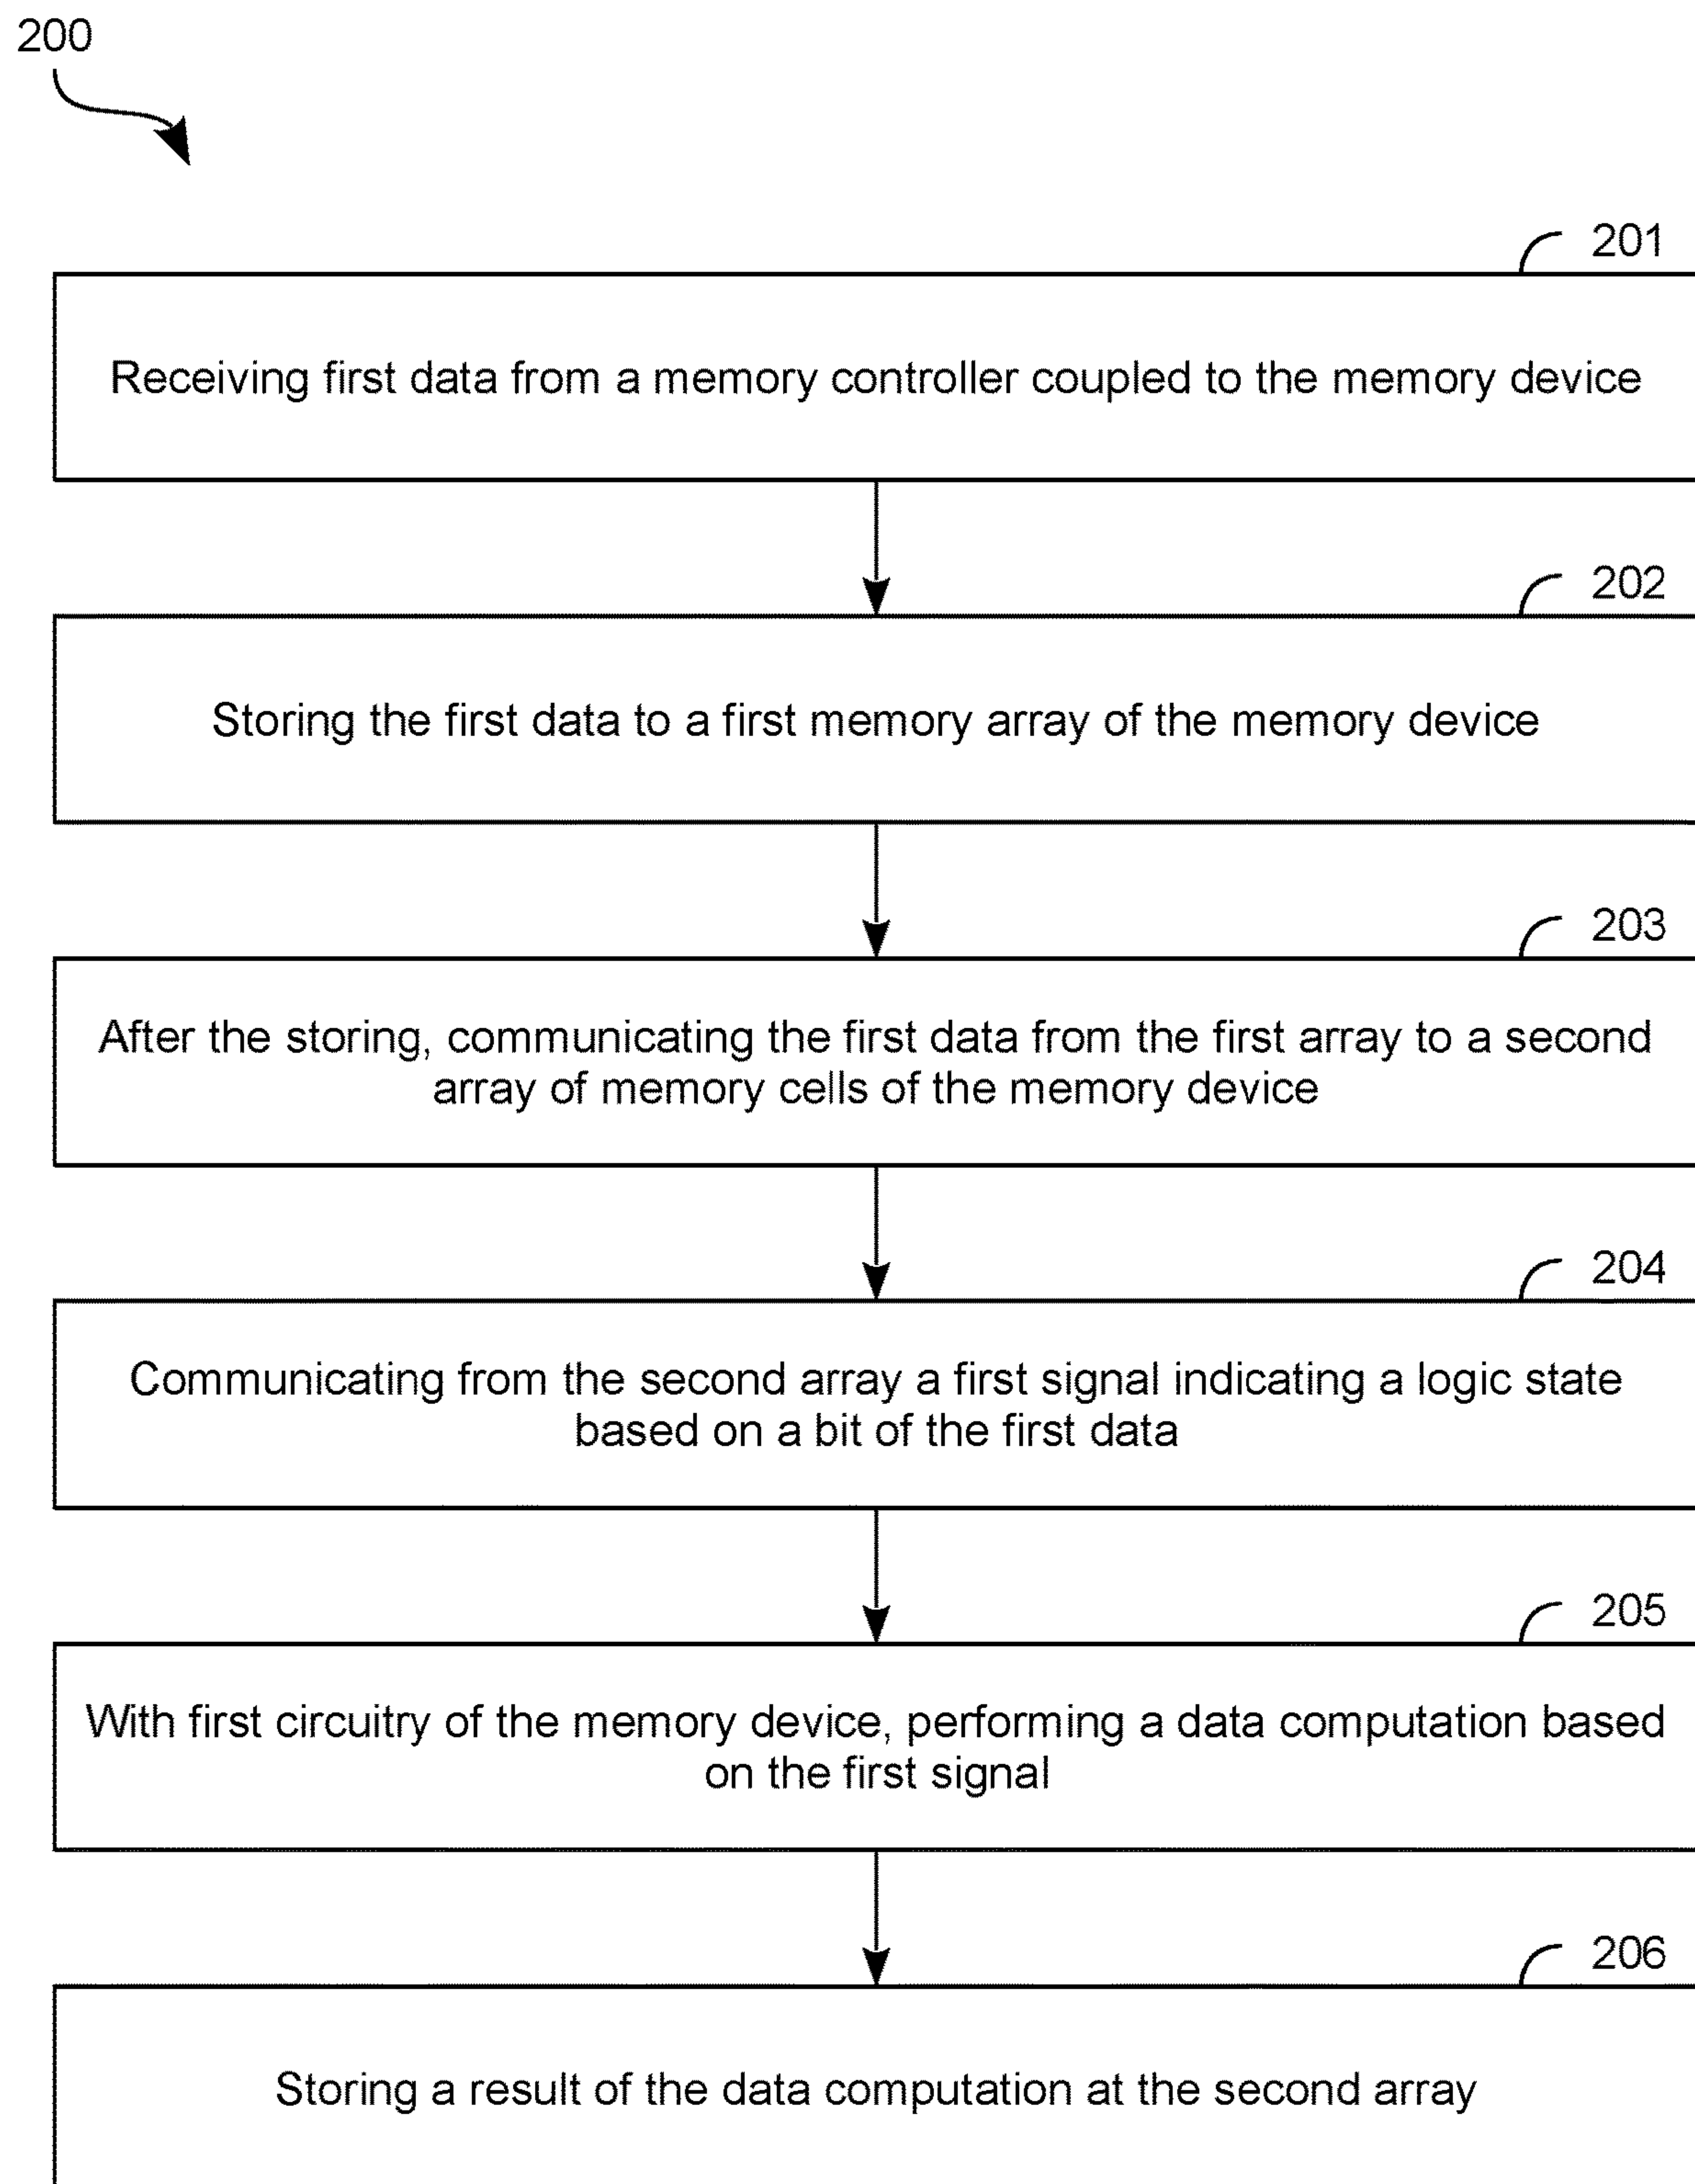 200
201
Receiving first data from a memory controller coupled to the memory device
202
Storing the first data to a first memory array of the memory device
203
After the storing, communicating the first data from the first array to a second
array of memory cells of the memory device
204
Communicating from the second array a first signal indicating a logic state
based on a bit of the first data
205
With first circuitry of the memory device, performing a data computation based
on the first signal
206
Storing a result of the data computation at the second array